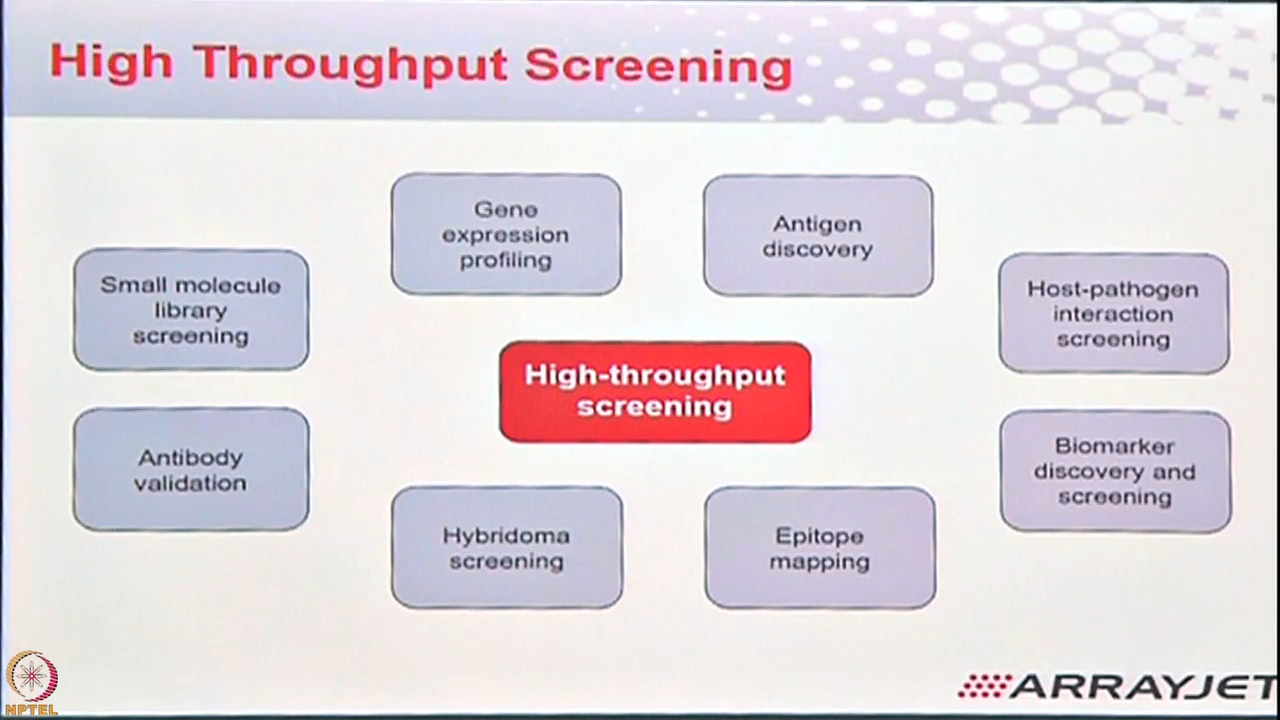 High Throughput Screening
Gene
expression
profiling
Antigen
discovery
Small molecule
library
screening
Host-pathogen
interaction
screening
High-throughput
screening
Antibody
validation
Biomarker
discovery and
screening
Hybridoma
screening
Epitope
mapping
NPTEL
ARRAYJET